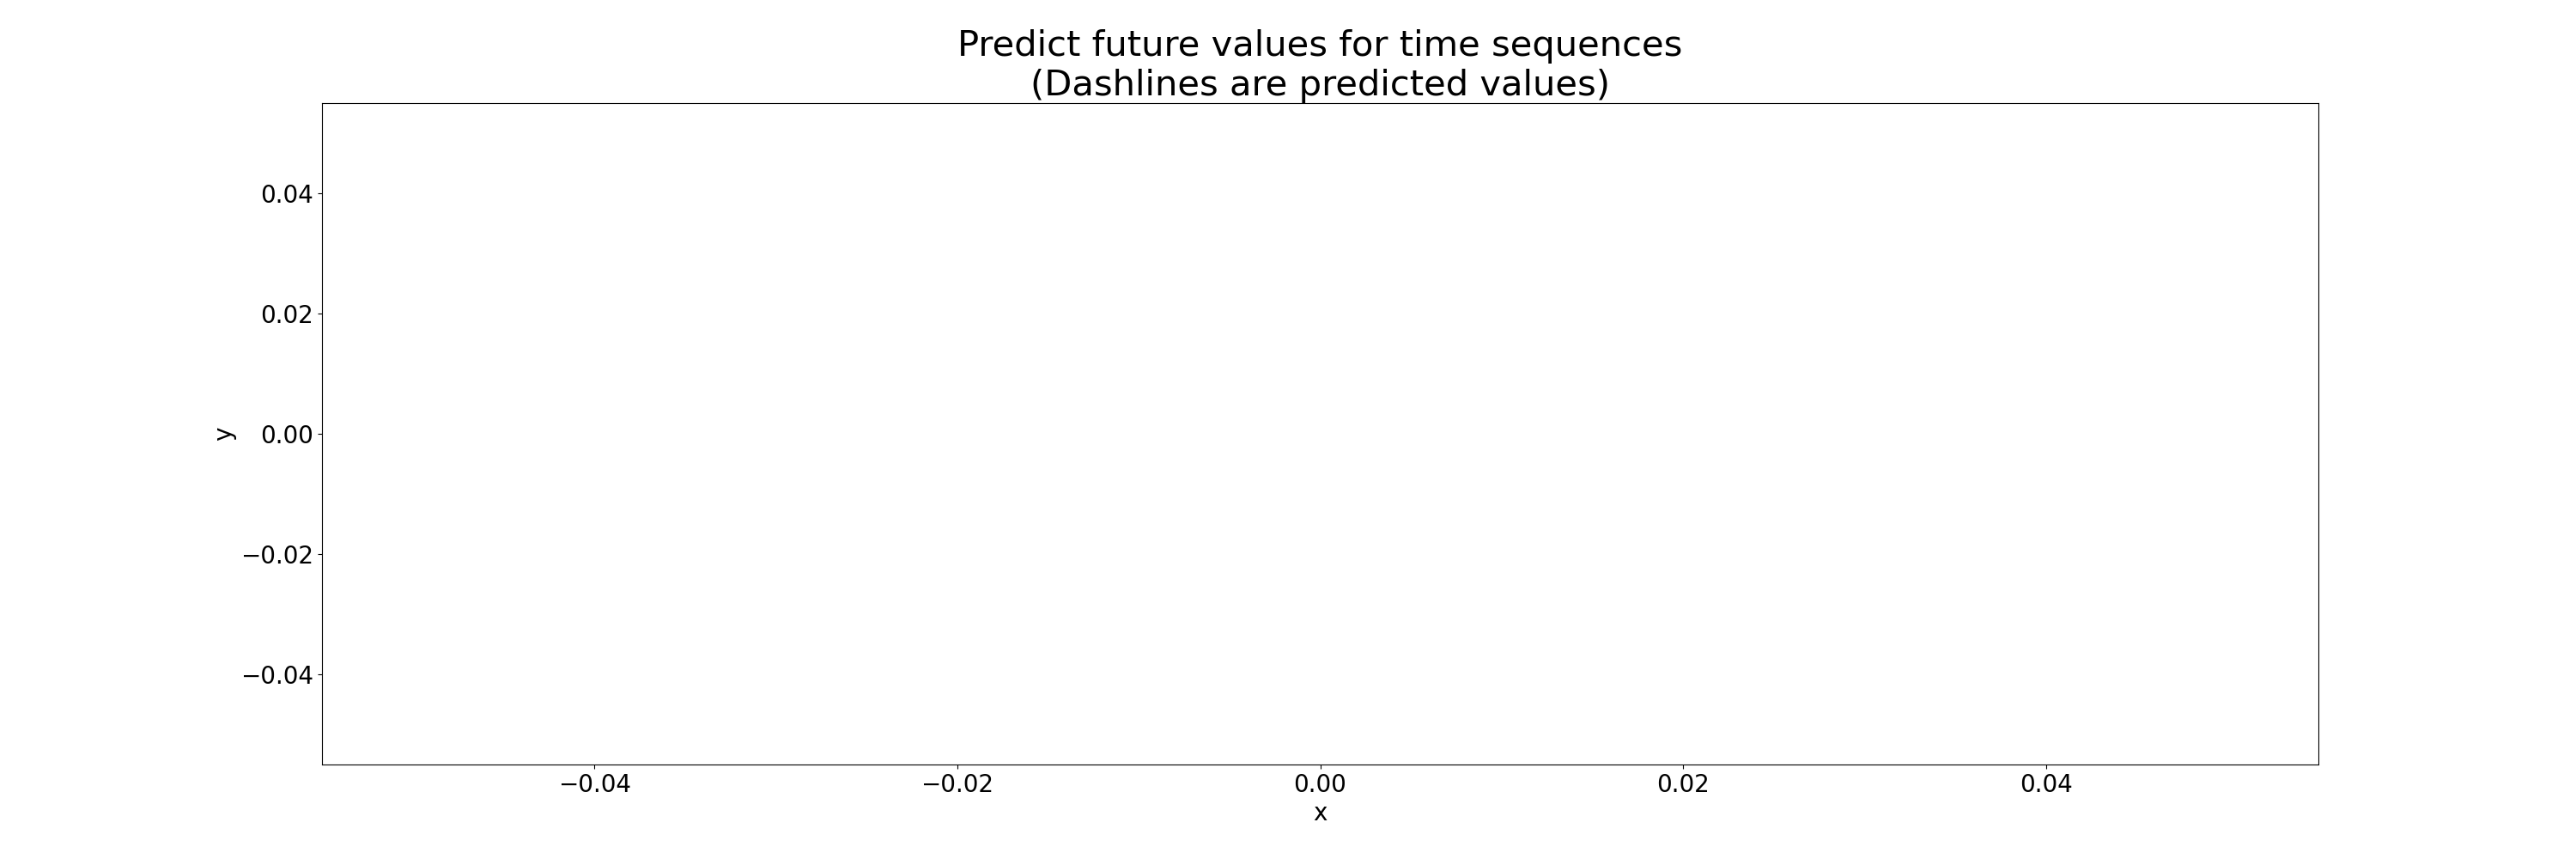 Predict future values for time sequences
(Dashlines are predicted values)
0.04
0.02
0.00
−0.02
−0.04
y
−0.04 −0.02 0.00 0.02 0.04
x